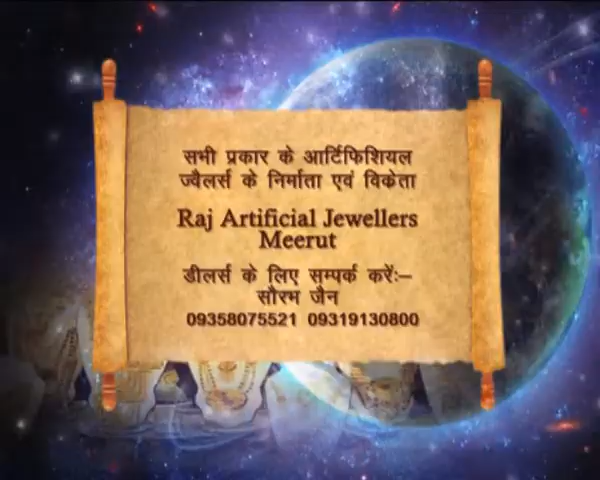 सभी प्रकार के आर्टिफिशियल
ज्वैलर्स के निर्माता एवं विक्रेता
Raj Artificial Jewellers
Meerut
डीलर्स के लिए सम्पर्क करेंः–
सौरभ जैन
09358075521 09319130800